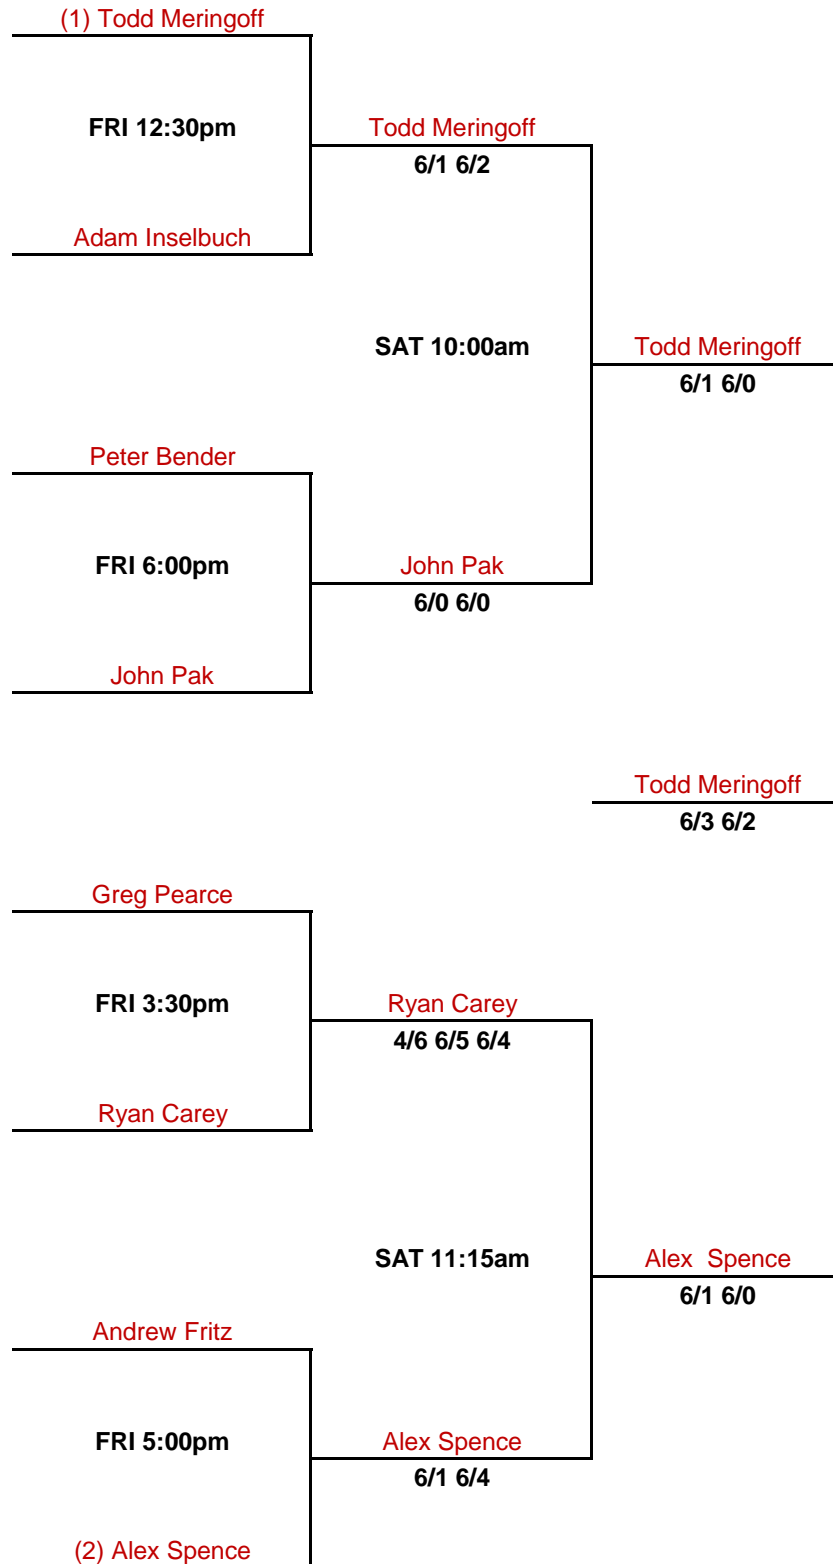 (1) Todd Meringoff
FRI 12:30pm
Todd Meringoff
6/1 6/2
Adam Inselbuch
SAT 10:00am
Todd Meringoff
6/1 6/0
Peter Bender
FRI 6:00pm
John Pak
6/0 6/0
John Pak
Todd Meringoff
6/3 6/2
Greg Pearce
FRI 3:30pm
Ryan Carey
4/6 6/5 6/4
Ryan Carey
SAT 11:15am
Alex  Spence
6/1 6/0
Andrew Fritz
FRI 5:00pm
Alex Spence
6/1 6/4
(2) Alex Spence